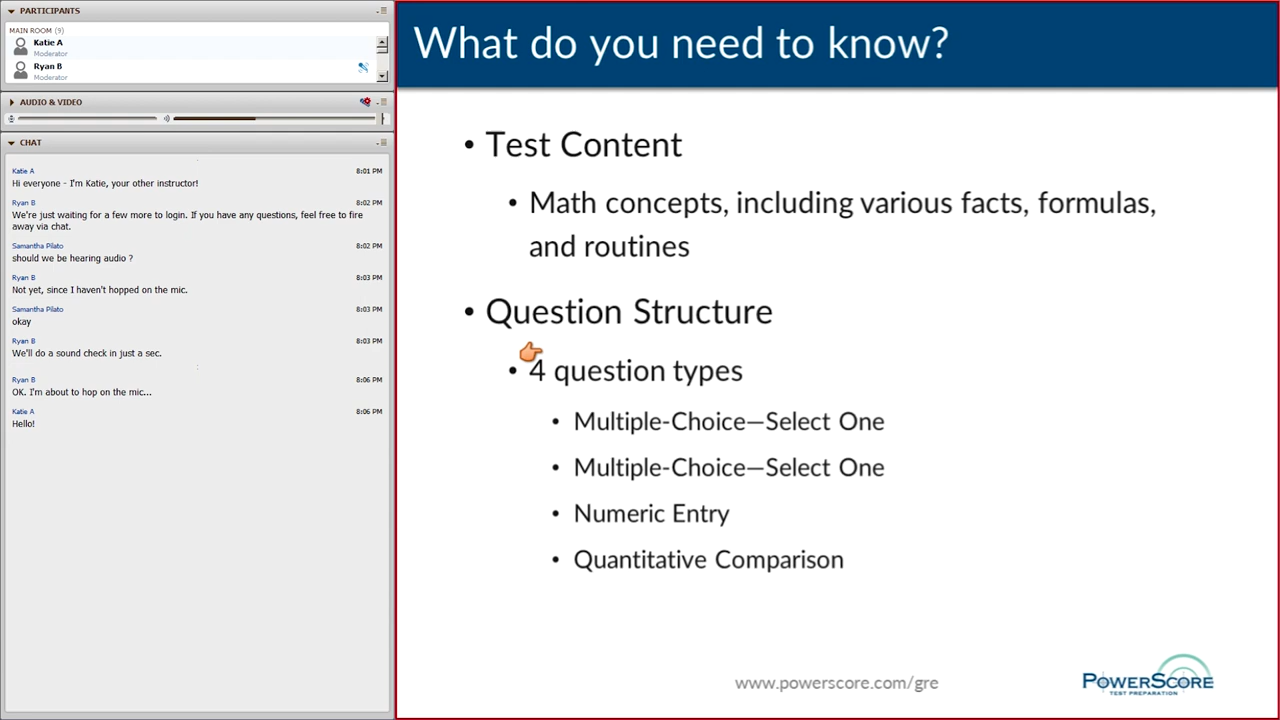 PARTICIPANTS
MAIN ROOM (9)
Katie A
Moderator
Ryan B
Moderator
AUDIO & VIDEO
CHAT
Katie A 8:01 PM
Hi everyone - I'm Katie, your other instructor!
Ryan B 8:02 PM
We're just waiting for a few more to login. If you have any questions, feel free to fire
away via chat.
Samantha Pilato 8:02 PM
should we be hearing audio ?
Ryan B 8:03 PM
Not yet, since I haven't hopped on the mic.
Samantha Pilato 8:03 PM
okay
Ryan B 8:03 PM
We'll do a sound check in just a sec.
Ryan B 8:06 PM
OK. I'm about to hop on the mic...
Katie A 8:06 PM
Hello!
What do you need to know?
• Test Content
• Math concepts, including various facts, formulas,
and routines
• Question Structure
• 4 question types
• Multiple-Choice—Select One
• Multiple-Choice—Select One
• Numeric Entry
• Quantitative Comparison
www.powerscore.com/gre
POWERSCORE
TEST PREPARATION